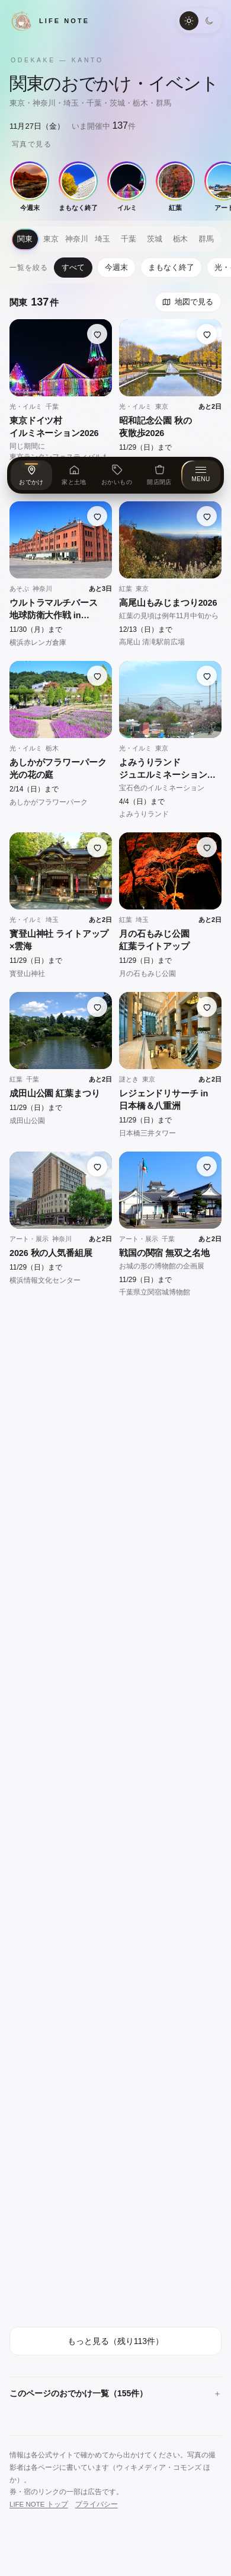 LIFE NOTE
ODEKAKE — KANTO
関東のおでかけ・イベント
東京・神奈川・埼玉・千葉・茨城・栃木・群馬
11月27日（金） いま開催中 137件
写真で見る
今週末 まもなく終了 イルミ 紅葉 アート
関東 東京 神奈川 埼玉 千葉 茨城 栃木 群馬
一覧を絞る すべて 今週末 まもなく終了 光・
関東 137件 地図で見る
光・イルミ 千葉
東京ドイツ村
イルミネーション2026
同じ期間に
光・イルミ 東京 あと2日
昭和記念公園 秋の
夜散歩2026
11/29（日）まで
おでかけ 家と土地 おかいもの 開店閉店 MENU
あそぶ 神奈川 あと3日
ウルトラマルチバース
地球防衛大作戦 in…
11/30（月）まで
横浜赤レンガ倉庫
紅葉 東京
高尾山もみじまつり2026
紅葉の見頃は例年11月中旬から
12/13（日）まで
高尾山 清滝駅前広場
光・イルミ 栃木
あしかがフラワーパーク
光の花の庭
2/14（日）まで
あしかがフラワーパーク
光・イルミ 東京
よみうりランド
ジュエルミネーション…
宝石色のイルミネーション
4/4（日）まで
よみうりランド
光・イルミ 埼玉 あと2日
寳登山神社 ライトアップ
×雲海
11/29（日）まで
寶登山神社
紅葉 埼玉 あと2日
月の石もみじ公園
紅葉ライトアップ
11/29（日）まで
月の石もみじ公園
紅葉 千葉 あと2日
成田山公園 紅葉まつり
11/29（日）まで
成田山公園
謎とき 東京 あと2日
レジェンドリサーチ in
日本橋＆八重洲
11/29（日）まで
日本橋三井タワー
アート・展示 神奈川 あと2日
2026 秋の人気番組展
11/29（日）まで
横浜情報文化センター
アート・展示 千葉 あと2日
戦国の関宿 無双之名地
お城の形の博物館の企画展
11/29（日）まで
千葉県立関宿城博物館
もっと見る（残り113件）
このページのおでかけ一覧（155件） +
情報は各公式サイトで確かめてから出かけてください。写真の撮
影者は各ページに書いています（ウィキメディア・コモンズ ほ
か）。
券・宿のリンクの一部は広告です。
LIFE NOTE トップ プライバシー